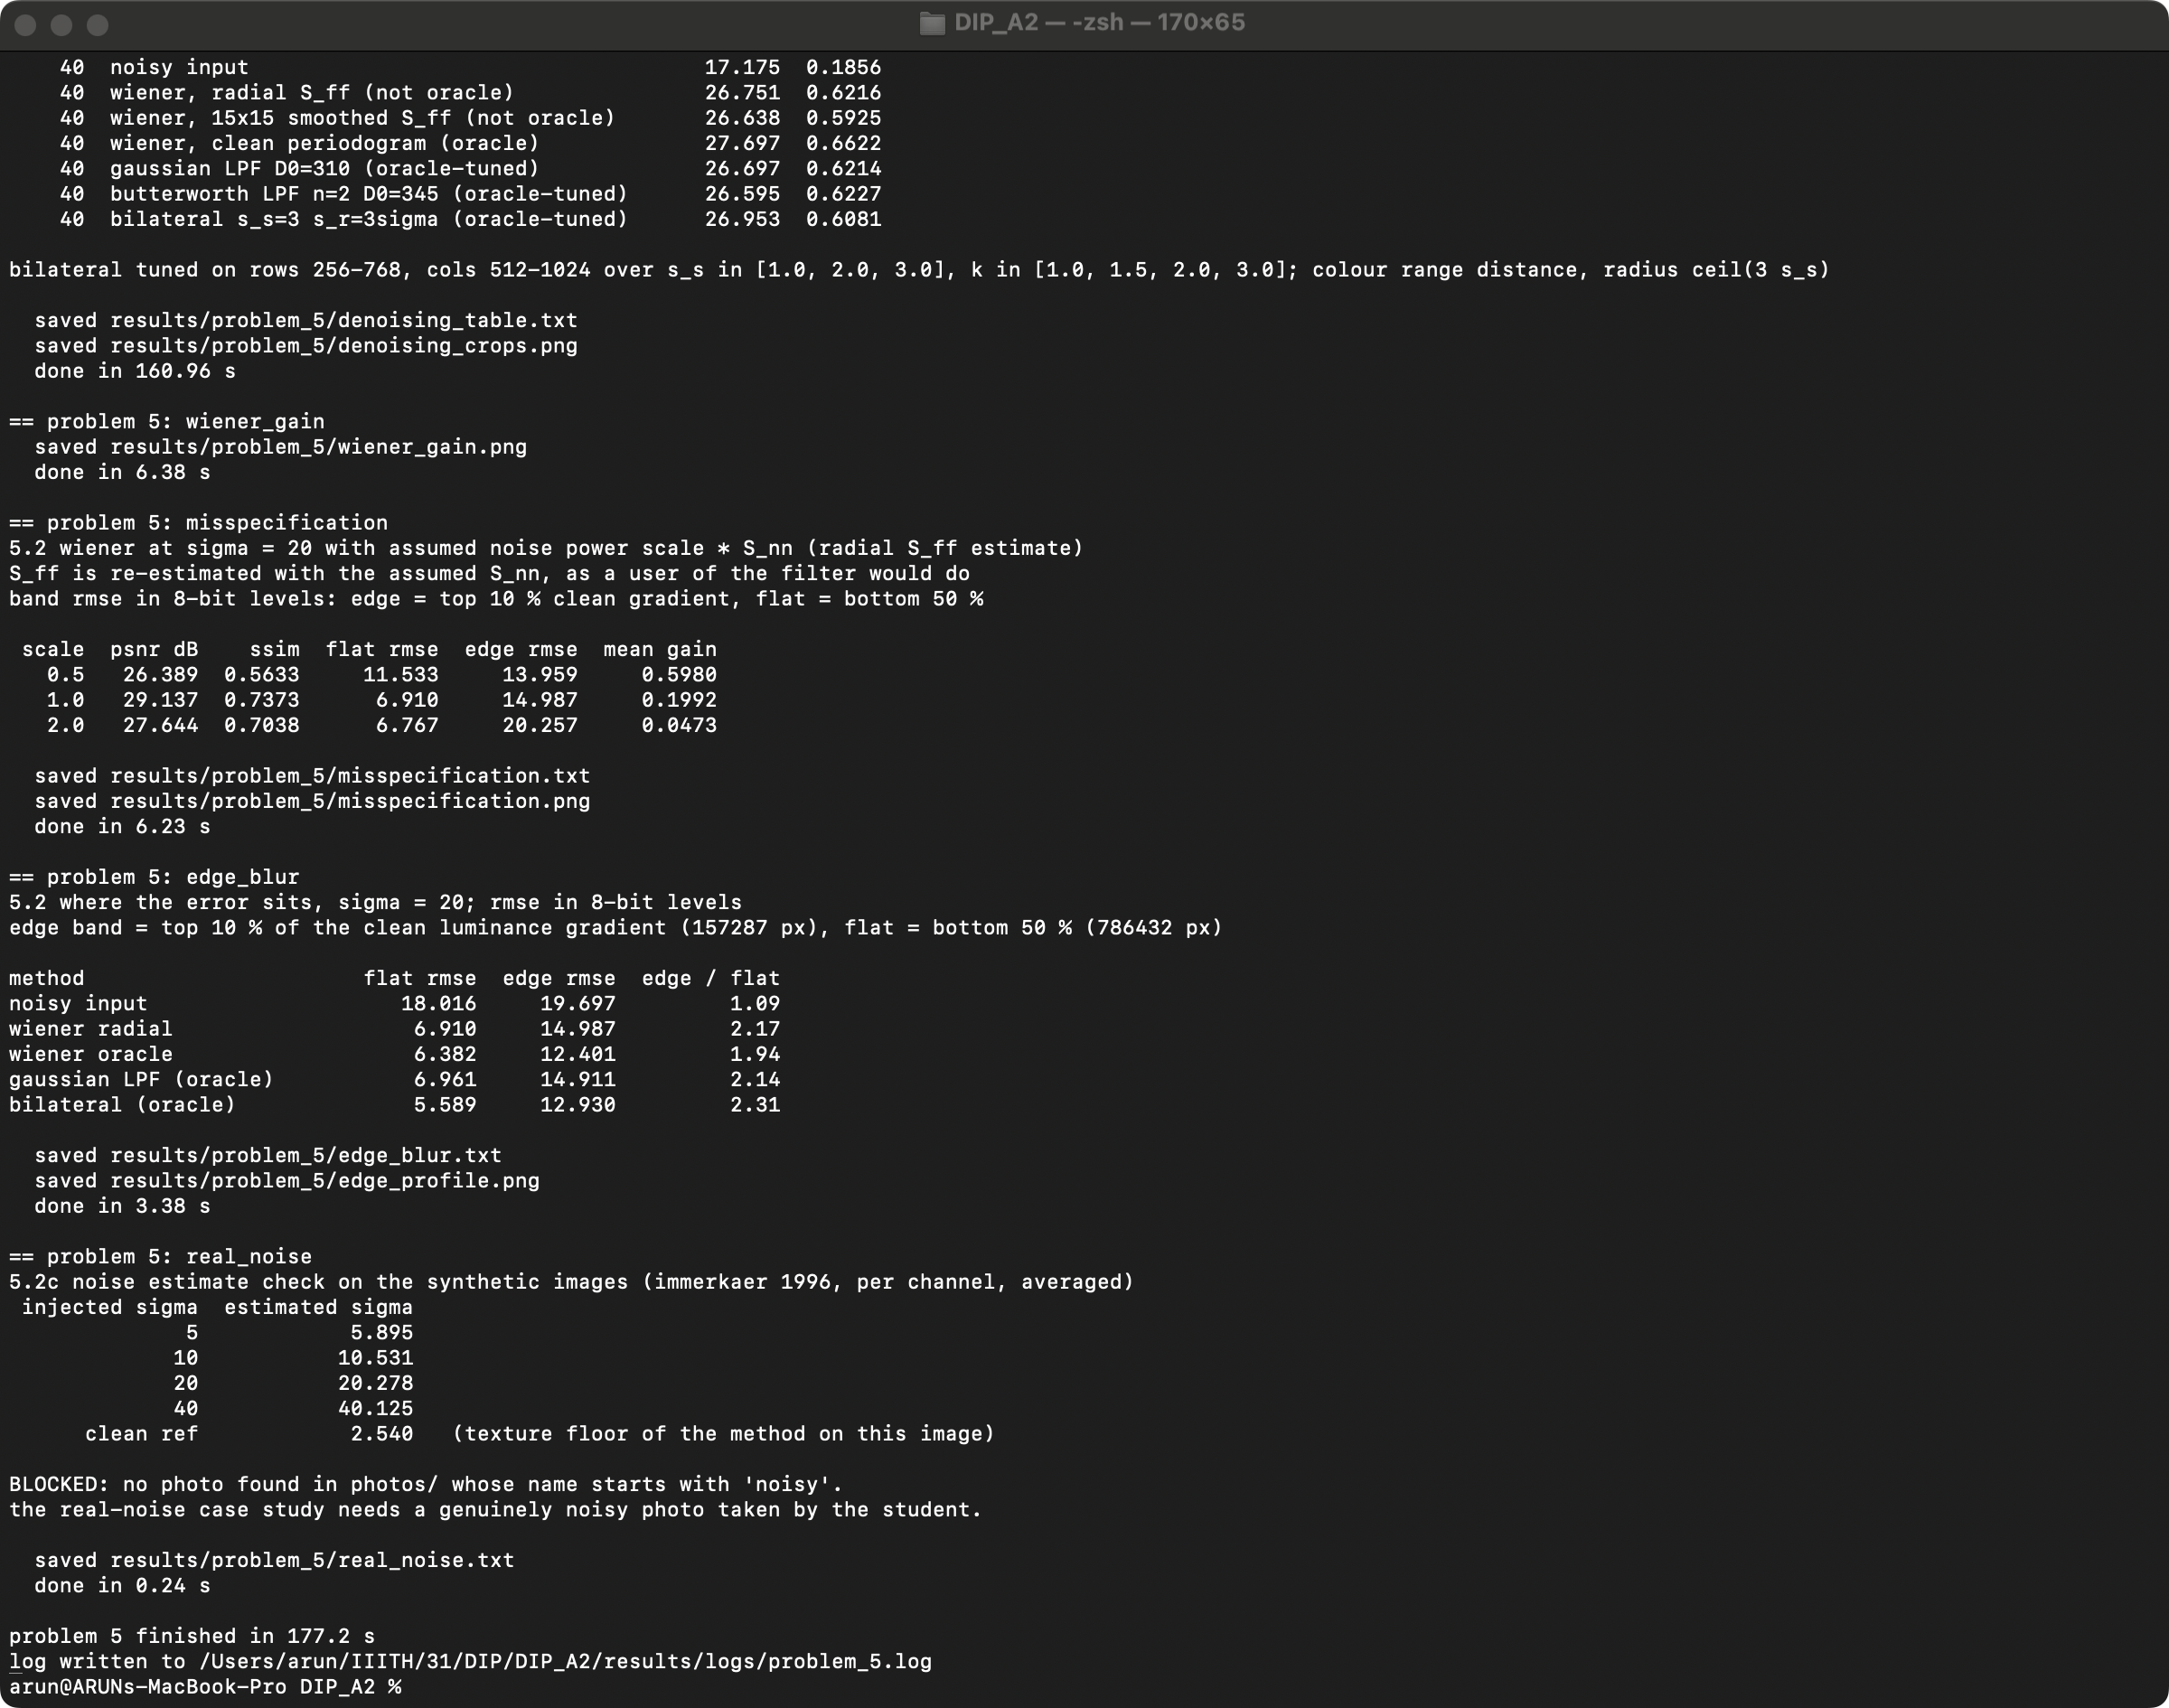 DIP_A2 — -zsh — 170×65
40  noisy input                                    17.175  0.1856
40  wiener, radial S_ff (not oracle)               26.751  0.6216
40  wiener, 15x15 smoothed S_ff (not oracle)       26.638  0.5925
40  wiener, clean periodogram (oracle)             27.697  0.6622
40  gaussian LPF D0=310 (oracle-tuned)             26.697  0.6214
40  butterworth LPF n=2 D0=345 (oracle-tuned)      26.595  0.6227
40  bilateral s_s=3 s_r=3sigma (oracle-tuned)      26.953  0.6081
bilateral tuned on rows 256-768, cols 512-1024 over s_s in [1.0, 2.0, 3.0], k in [1.0, 1.5, 2.0, 3.0]; colour range distance, radius ceil(3 s_s)
saved results/problem_5/denoising_table.txt
saved results/problem_5/denoising_crops.png
done in 160.96 s
== problem 5: wiener_gain
saved results/problem_5/wiener_gain.png
done in 6.38 s
== problem 5: misspecification
5.2 wiener at sigma = 20 with assumed noise power scale * S_nn (radial S_ff estimate)
S_ff is re-estimated with the assumed S_nn, as a user of the filter would do
band rmse in 8-bit levels: edge = top 10 % clean gradient, flat = bottom 50 %
scale  psnr dB    ssim  flat rmse  edge rmse  mean gain
0.5   26.389  0.5633     11.533     13.959     0.5980
1.0   29.137  0.7373      6.910     14.987     0.1992
2.0   27.644  0.7038      6.767     20.257     0.0473
saved results/problem_5/misspecification.txt
saved results/problem_5/misspecification.png
done in 6.23 s
== problem 5: edge_blur
5.2 where the error sits, sigma = 20; rmse in 8-bit levels
edge band = top 10 % of the clean luminance gradient (157287 px), flat = bottom 50 % (786432 px)
method                      flat rmse  edge rmse  edge / flat
noisy input                    18.016     19.697         1.09
wiener radial                   6.910     14.987         2.17
wiener oracle                   6.382     12.401         1.94
gaussian LPF (oracle)           6.961     14.911         2.14
bilateral (oracle)              5.589     12.930         2.31
saved results/problem_5/edge_blur.txt
saved results/problem_5/edge_profile.png
done in 3.38 s
== problem 5: real_noise
5.2c noise estimate check on the synthetic images (immerkaer 1996, per channel, averaged)
injected sigma  estimated sigma
5            5.895
10           10.531
20           20.278
40           40.125
clean ref            2.540   (texture floor of the method on this image)
BLOCKED: no photo found in photos/ whose name starts with 'noisy'.
the real-noise case study needs a genuinely noisy photo taken by the student.
saved results/problem_5/real_noise.txt
done in 0.24 s
problem 5 finished in 177.2 s
log written to /Users/arun/IIITH/31/DIP/DIP_A2/results/logs/problem_5.log
arun@ARUNs-MacBook-Pro DIP_A2 %